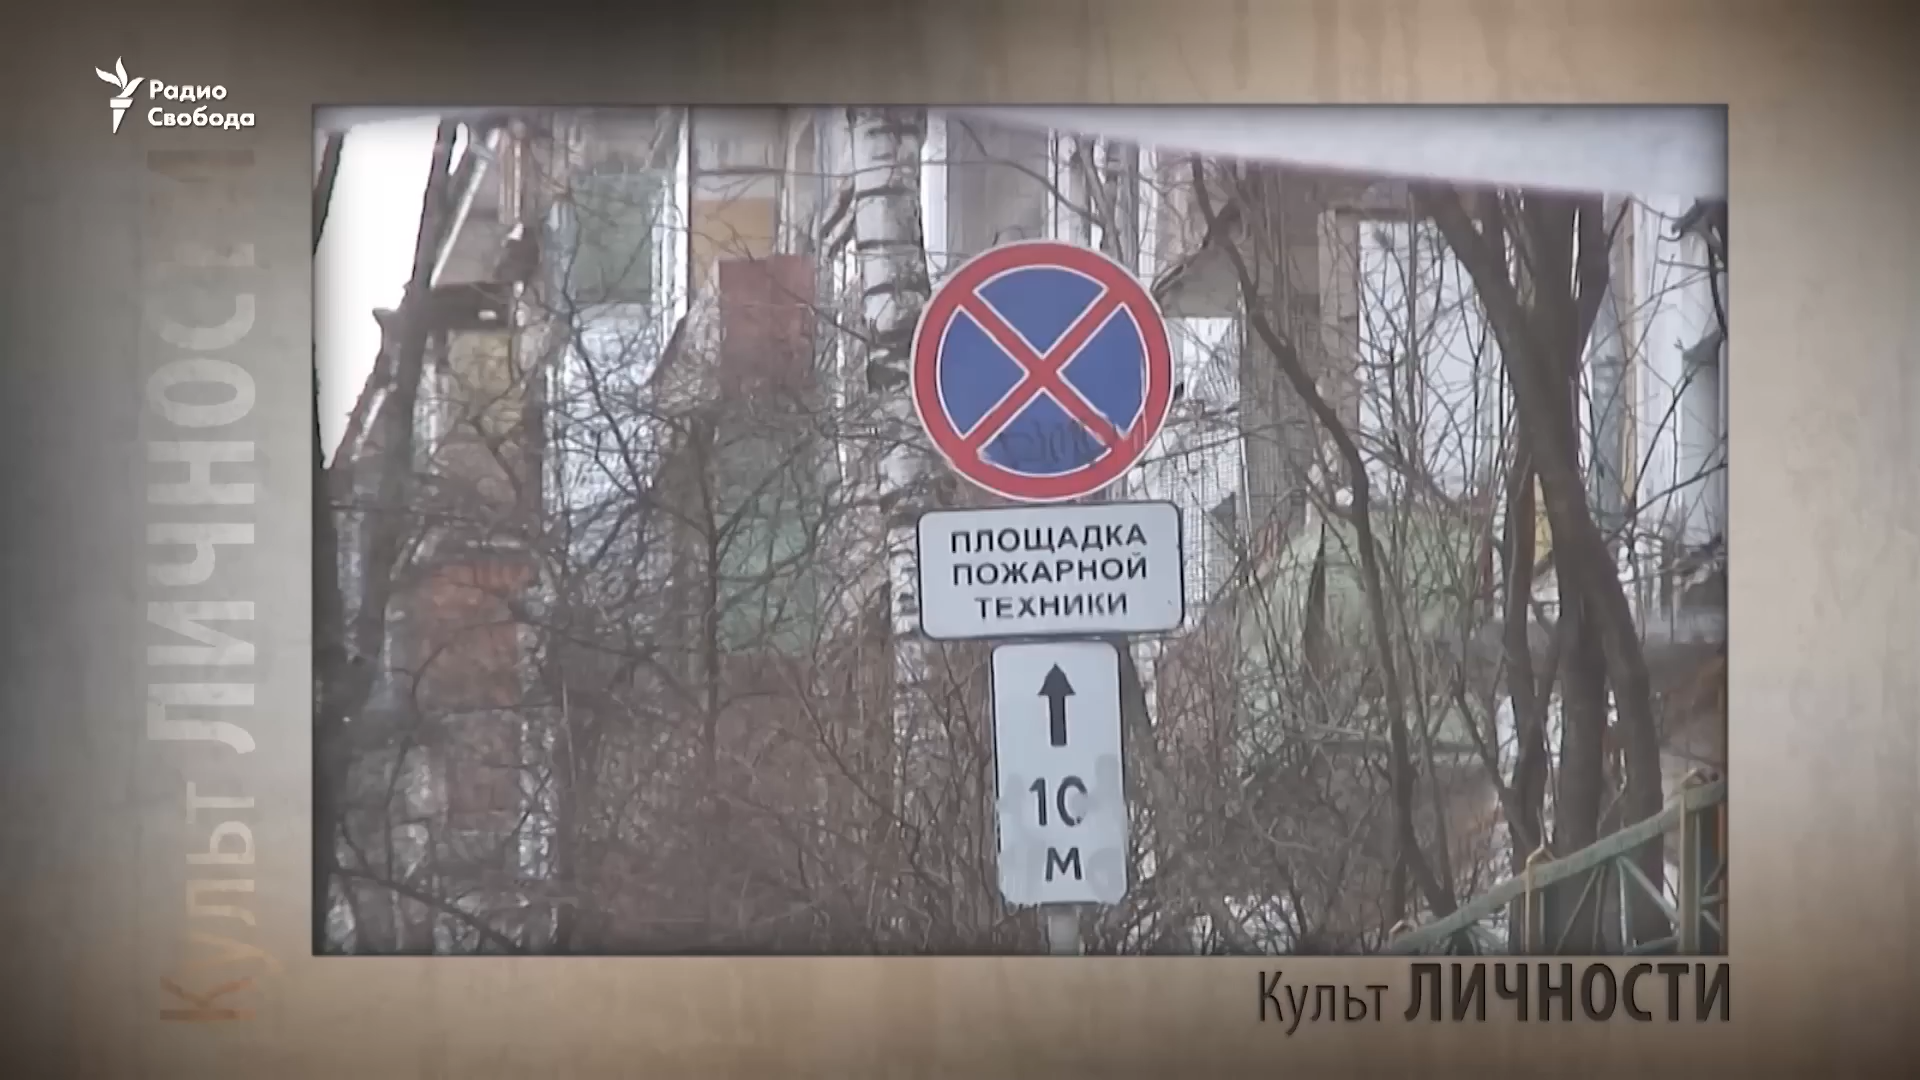 Радио
Свобода
Культ ЛИЧНОСТИ
ПЛОЩАДКА
ПОЖАРНОЙ
ТЕХНИКИ
10
М
Культ ЛИЧНОСТИ